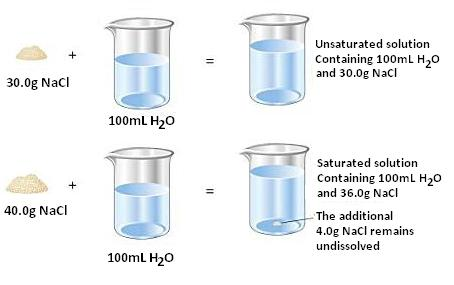 30.0g NaCl
+
100mL H2O
=
Unsaturated solution
Containing 100mL H2O
and 30.0g NaCl
40.0g NaCl
+
100mL H2O
=
Saturated solution
Containing 100mL H2O
and 36.0g NaCl
The additional
4.0g NaCl remains
undissolved